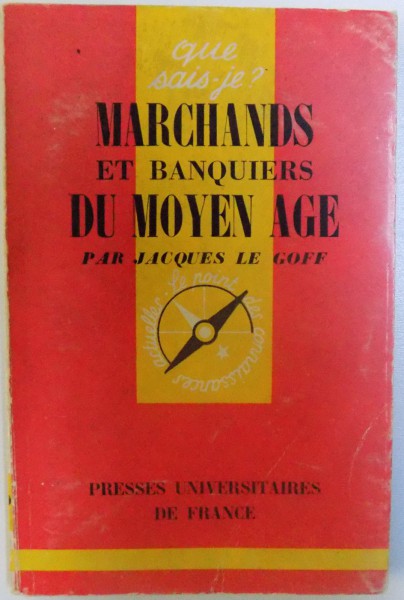 que
sais-je?
MARCHANDS
ET BANQUIERS
DU MOYEN AGE
PAR JACQUES LE GOFF
le point des connaissances actuelles
PRESSES UNIVERSITAIRES
DE FRANCE